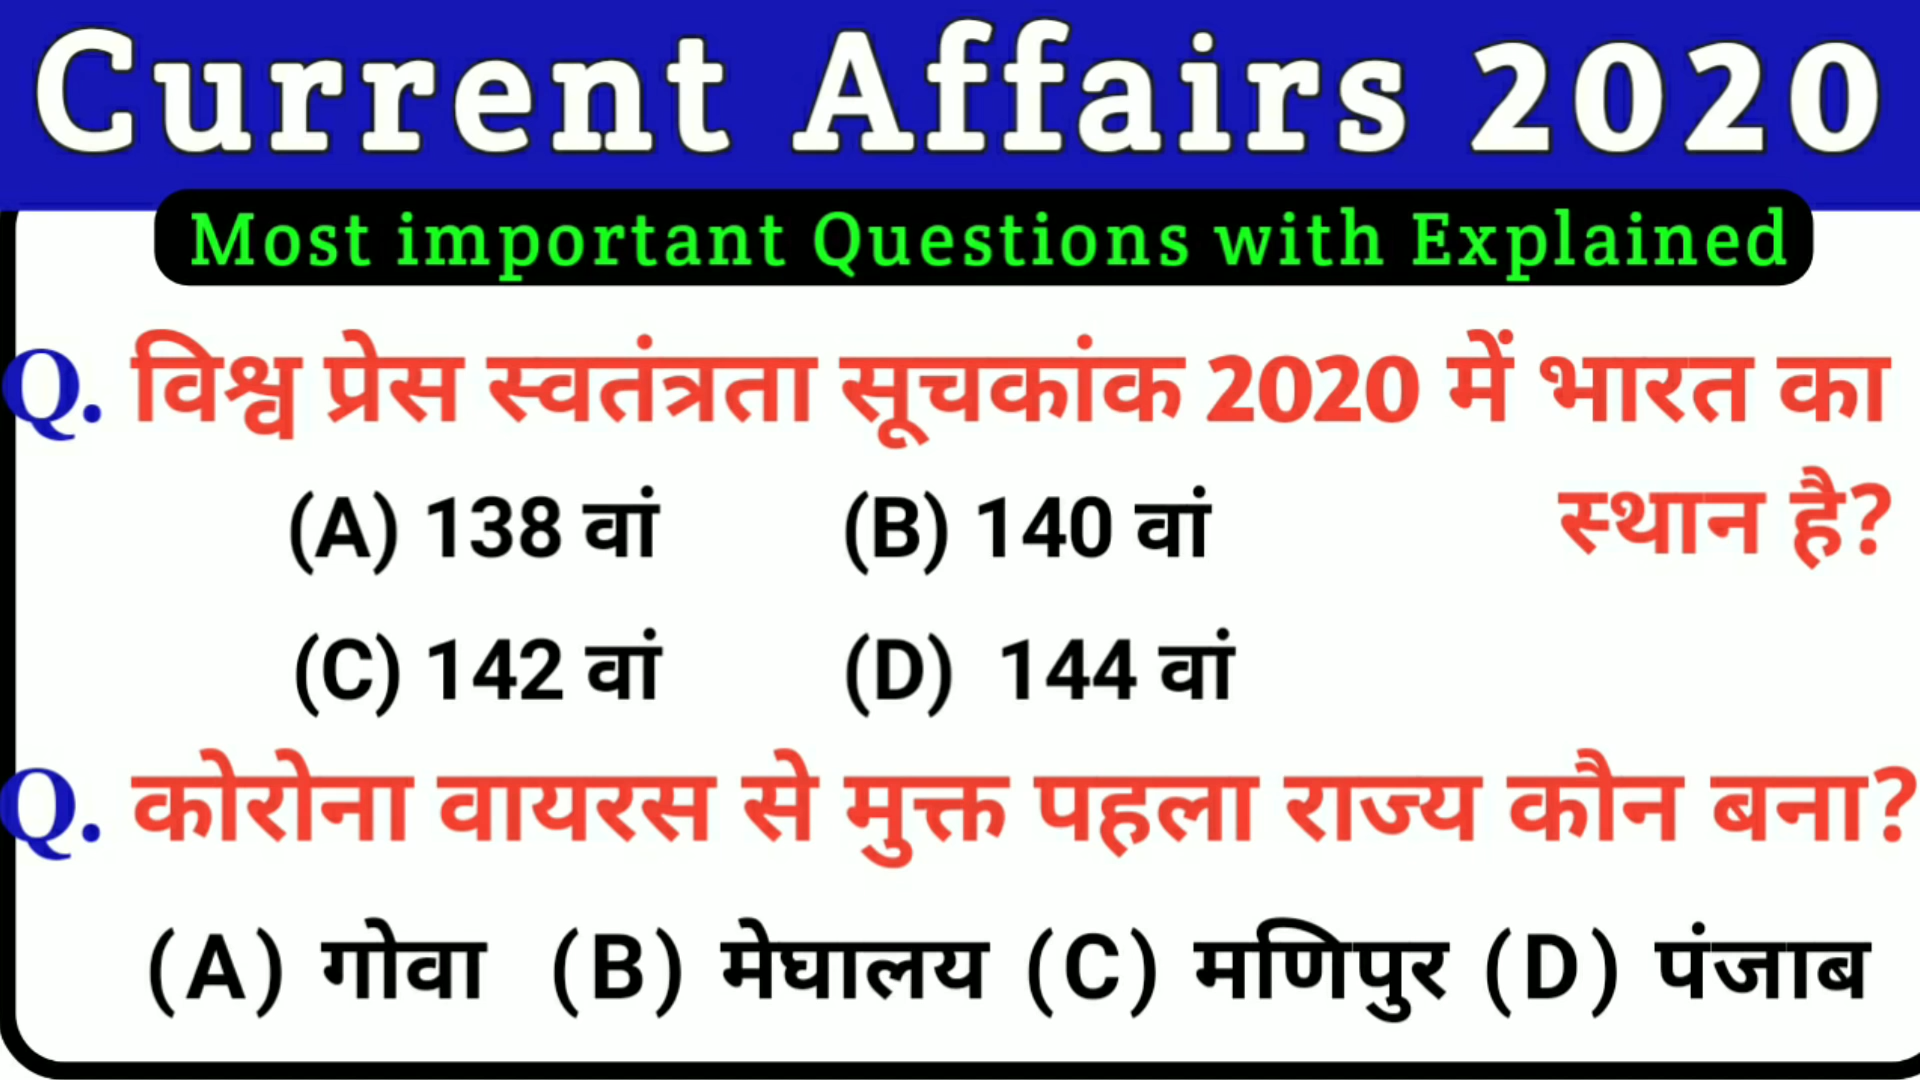 Current Affairs 2020
Most important Questions with Explained
Q. विश्व प्रेस स्वतंत्रता सूचकांक 2020 में भारत का
स्थान है?
(A) 138 वां (B) 140 वां
(C) 142 वां (D) 144 वां
Q. कोरोना वायरस से मुक्त पहला राज्य कौन बना?
(A) गोवा (B) मेघालय (C) मणिपुर (D) पंजाब